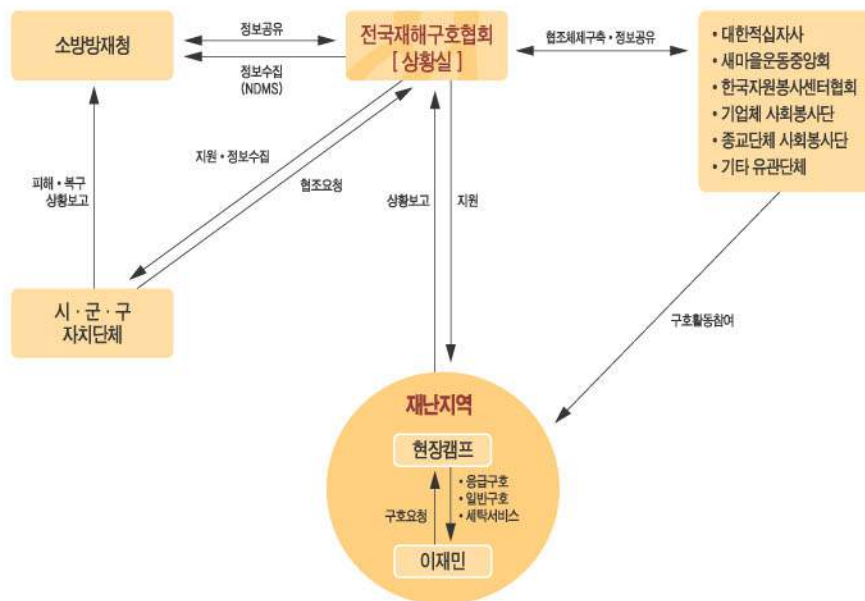 소방방재청
정보공유
정보수집
(NDMS)
전국재해구호협회
[ 상황실 ]
협조체제구축・정보공유
• 대한적십자사
• 새마을운동중앙회
• 한국자원봉사센터협회
• 기업체 사회봉사단
• 종교단체 사회봉사단
• 기타 유관단체
피해・복구
상황보고
지원・정보수집
협조요청
상황보고
지원
시・군・구
자치단체
구호활동참여
재난지역
현장캠프
구호요청
• 응급구호
• 일반구호
• 세탁서비스
이재민